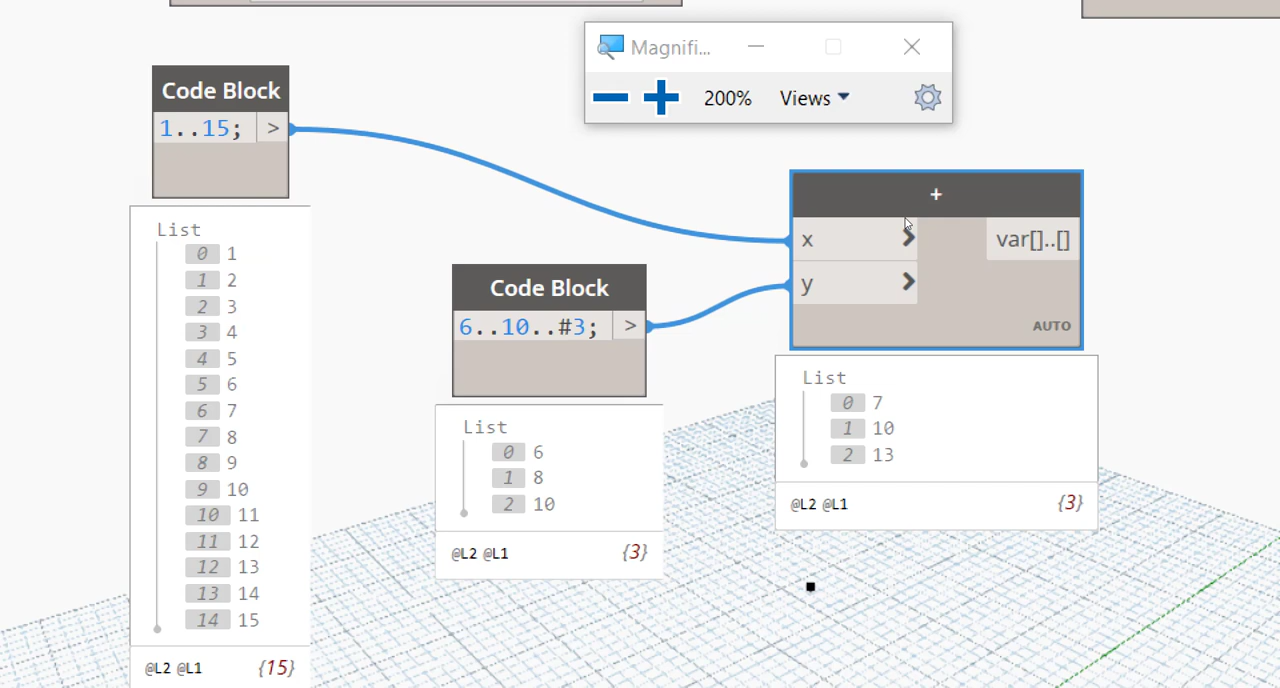 Magnifi...
200% Views
Code Block
1..15; >
List
0 1
1 2
2 3
3 4
4 5
5 6
6 7
7 8
8 9
9 10
10 11
11 12
12 13
13 14
14 15
@L2 @L1 {15}
Code Block
6..10..#3; >
List
0 6
1 8
2 10
@L2 @L1 {3}
+
x > var[]..[]
y >
AUTO
List
0 7
1 10
2 13
@L2 @L1 {3}